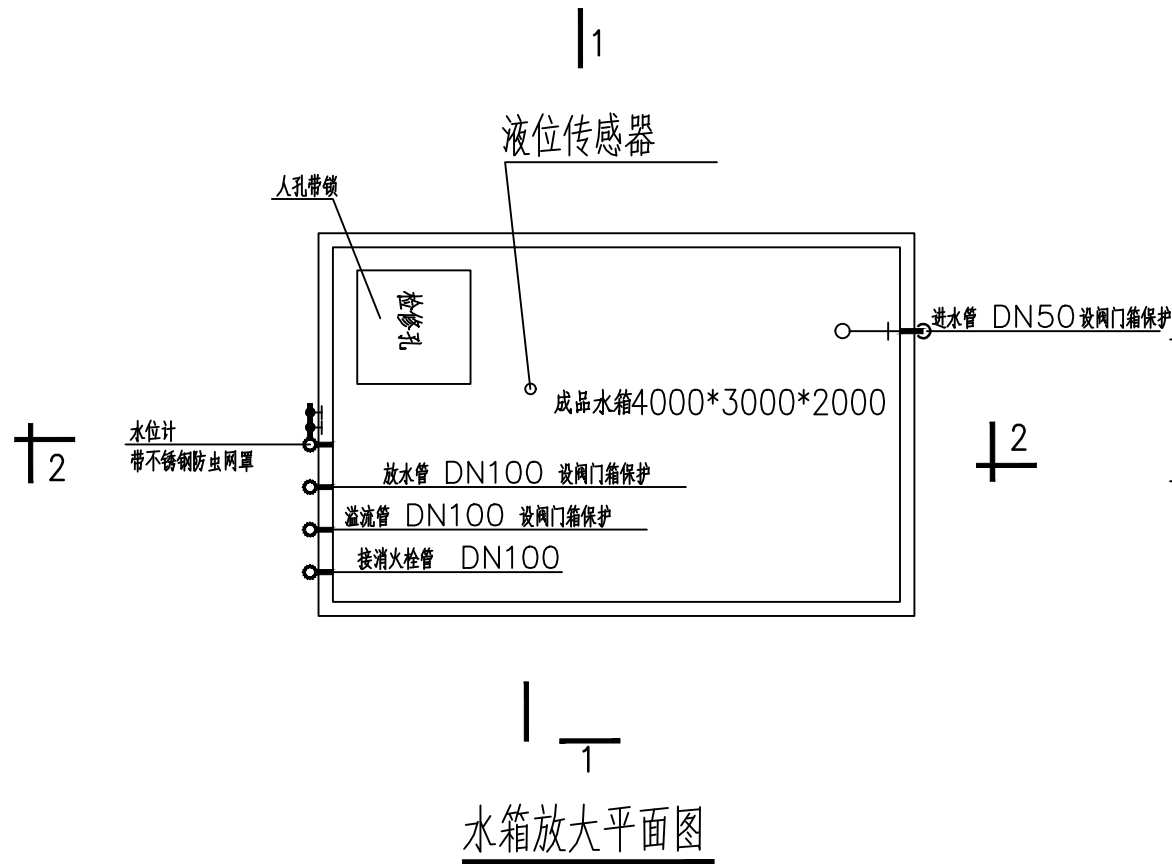 1
液位传感器
人孔带锁
检修孔
进水管 DN50 设阀门箱保护
成品水箱4000*3000*2000
水位计
带不锈钢防虫网罩
2
2
放水管 DN100 设阀门箱保护
溢流管 DN100 设阀门箱保护
接消火栓管 DN100
1
水箱放大平面图